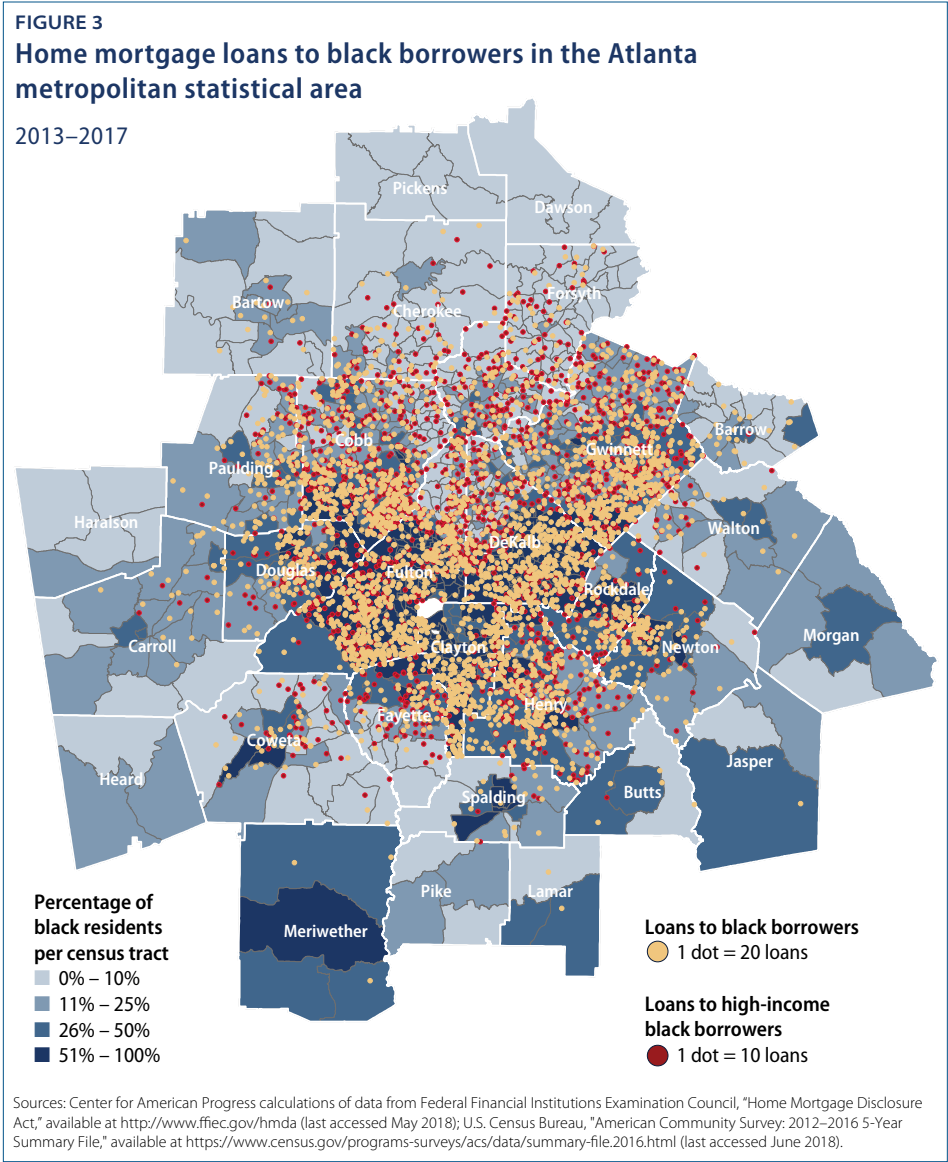 FIGURE 3
Home mortgage loans to black borrowers in the Atlanta
metropolitan statistical area
2013–2017
Pickens
Dawson
Bartow
Cherokee
Forsyth
Cobb
Gwinnett
Barrow
Paulding
Haralson
Walton
DeKalb
Douglas
Fulton
Rockdale
Carroll
Clayton
Newton
Morgan
Fayette
Henry
Coweta
Heard
Jasper
Spalding
Butts
Pike
Lamar
Meriwether
Percentage of
black residents
per census tract
0% – 10%
11% – 25%
26% – 50%
51% – 100%
Loans to black borrowers
1 dot = 20 loans
Loans to high-income
black borrowers
1 dot = 10 loans
Sources: Center for American Progress calculations of data from Federal Financial Institutions Examination Council, "Home Mortgage Disclosure
Act," available at http://www.ffiec.gov/hmda (last accessed May 2018); U.S. Census Bureau, "American Community Survey: 2012–2016 5-Year
Summary File," available at https://www.census.gov/programs-surveys/acs/data/summary-file.2016.html (last accessed June 2018).